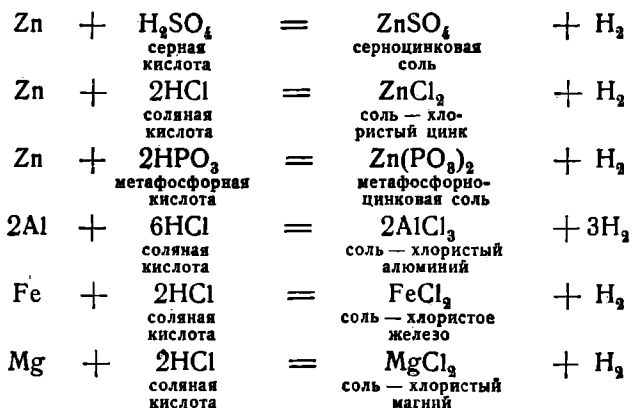 Zn + H₂SO₄ = ZnSO₄ + H₂
серная серноцинковая
кислота соль
Zn + 2HCl = ZnCl₂ + H₂
соляная соль — хло-
кислота ристый цинк
Zn + 2HPO₃ = Zn(PO₃)₂ + H₂
метафосфорная метафосфорно-
кислота цинковая соль
2Al + 6HCl = 2AlCl₃ + 3H₂
соляная соль — хлористый
кислота алюминий
Fe + 2HCl = FeCl₂ + H₂
соляная соль — хлористое
кислота железо
Mg + 2HCl = MgCl₂ + H₂
соляная соль — хлористый
кислота магний